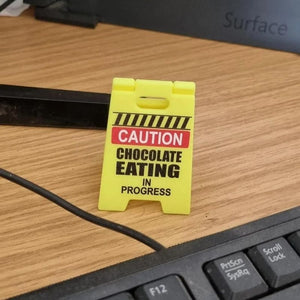 Surface
CAUTION
CHOCOLATE
EATING
IN
PROGRESS
PrtScn
SysRq
Scroll
Lock
F12